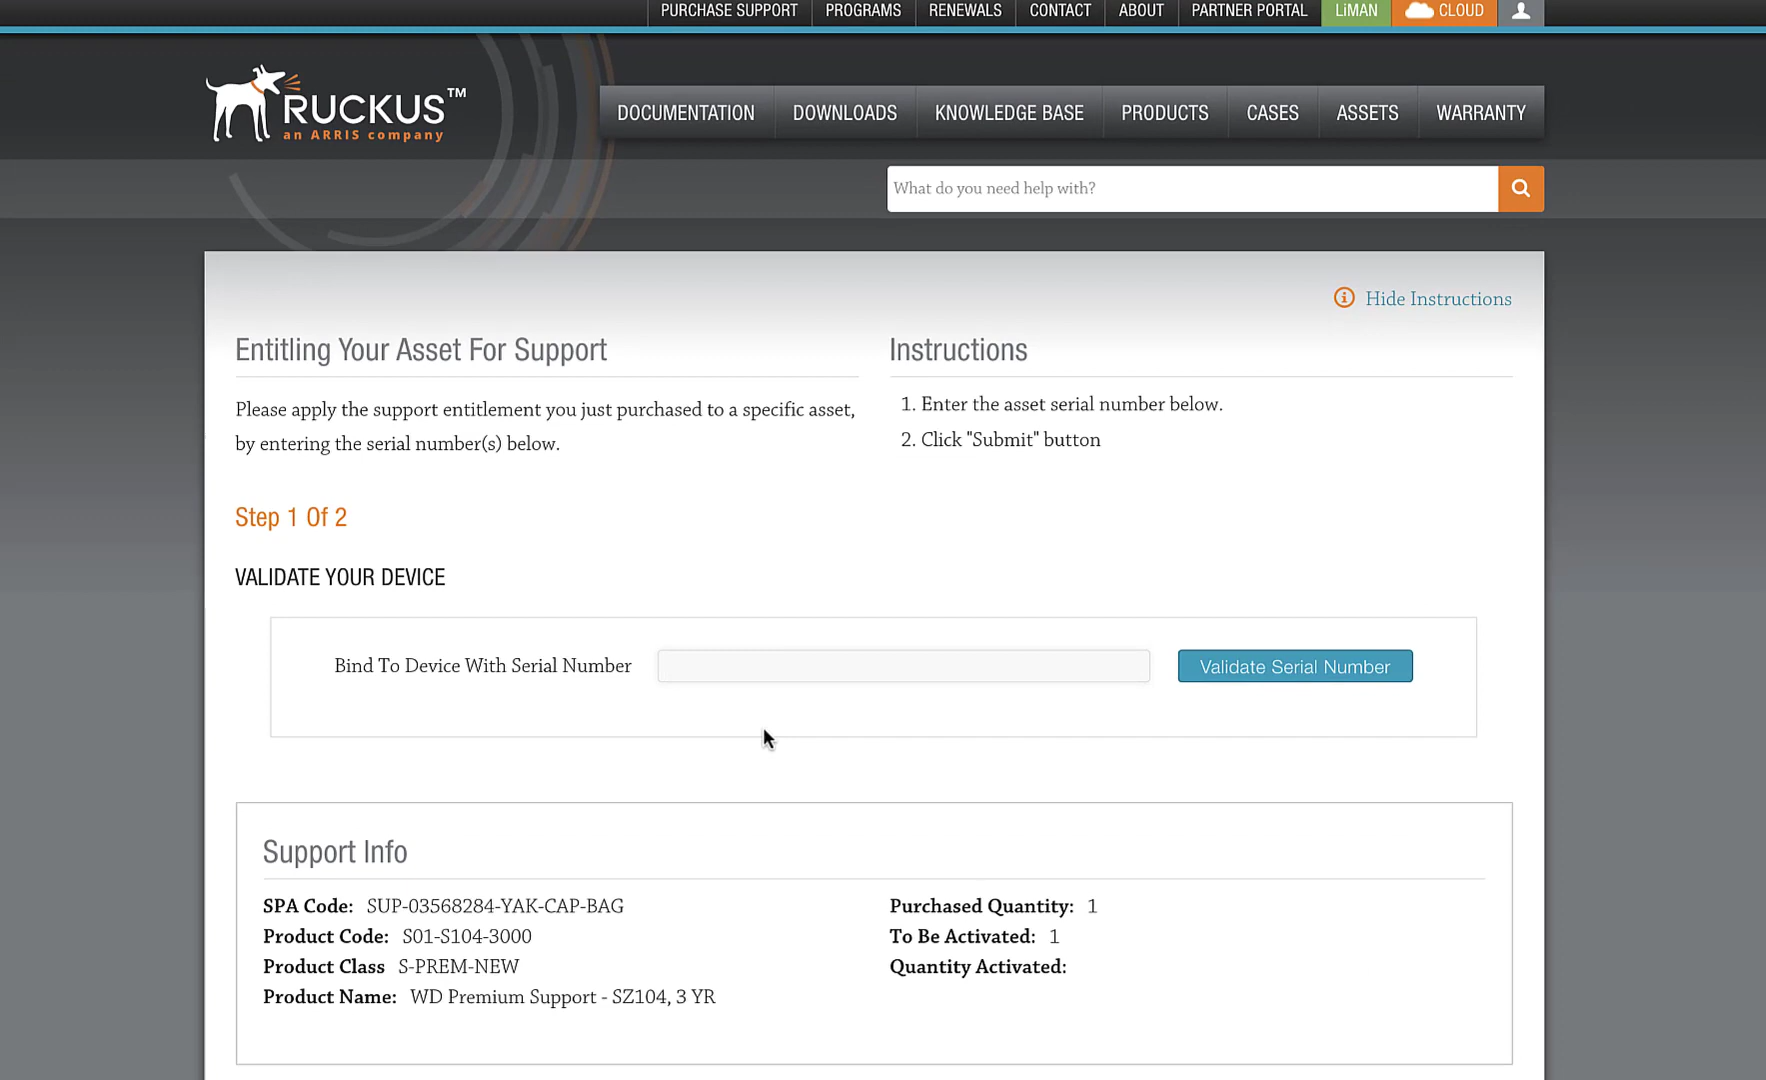 PURCHASE SUPPORT PROGRAMS RENEWALS CONTACT ABOUT PARTNER PORTAL LiMAN CLOUD
RUCKUS™
an ARRIS company
DOCUMENTATION DOWNLOADS KNOWLEDGE BASE PRODUCTS CASES ASSETS WARRANTY
What do you need help with?
Hide Instructions
Entitling Your Asset For Support
Please apply the support entitlement you just purchased to a specific asset,
by entering the serial number(s) below.
Instructions
1. Enter the asset serial number below.
2. Click "Submit" button
Step 1 Of 2
VALIDATE YOUR DEVICE
Bind To Device With Serial Number
Validate Serial Number
Support Info
SPA Code: SUP-03568284-YAK-CAP-BAG
Product Code: S01-S104-3000
Product Class S-PREM-NEW
Product Name: WD Premium Support - SZ104, 3 YR
Purchased Quantity: 1
To Be Activated: 1
Quantity Activated: